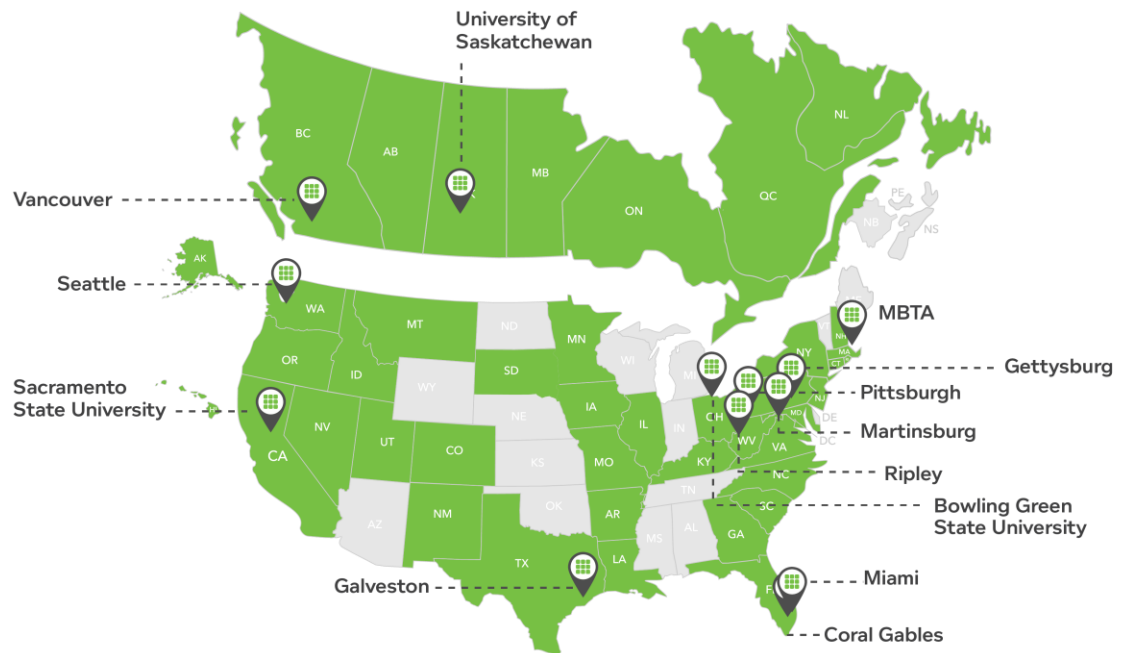 University of
Saskatchewan
NL
BC
AB
MB
ON
QC
PE
NB
NS
Vancouver
AK
Seattle
WA
MT
ND
MN
WI
MI
NY
NH
MA
CT
MBTA
OR
ID
WY
SD
IA
NE
Gettysburg
Pittsburgh
NJ
MD
DE
DC
Martinsburg
Sacramento
State University
CA
NV
UT
CO
KS
MO
IL
IN
OH
WV
VA
KY
NC
Ripley
AZ
NM
OK
AR
TN
SC
Bowling Green
State University
MS
AL
GA
TX
LA
Galveston
Miami
Coral Gables